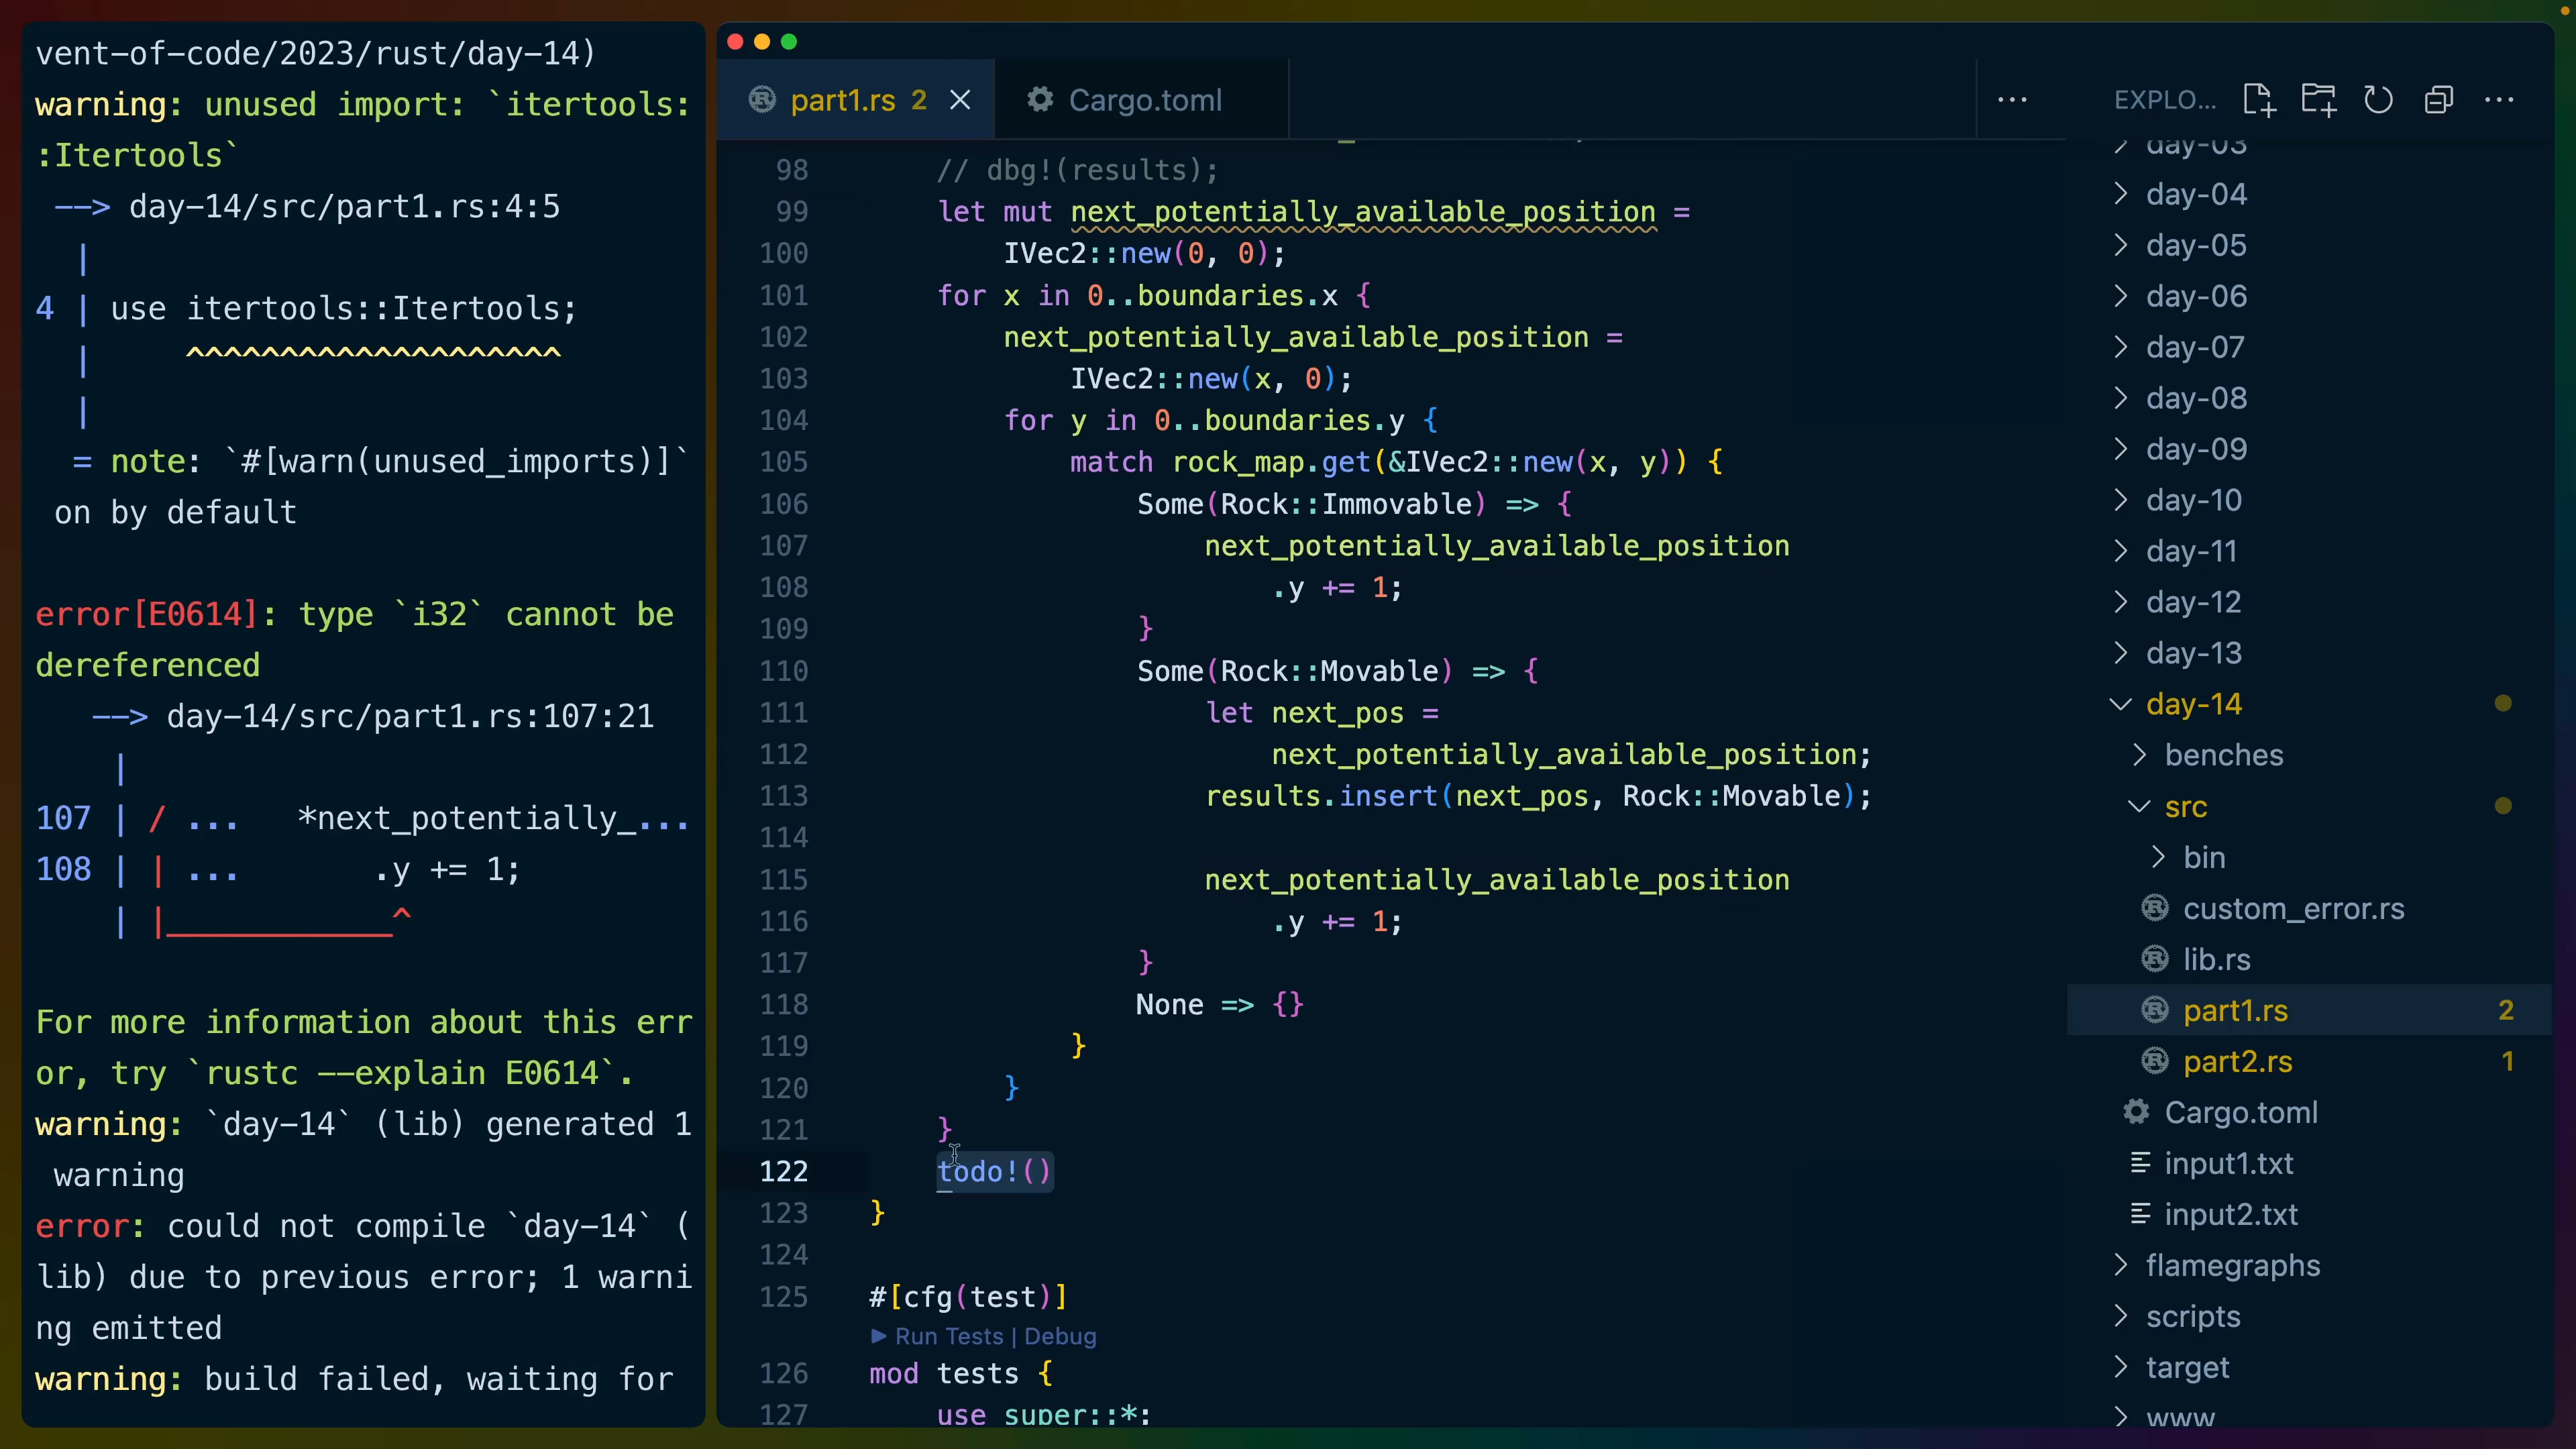 vent-of-code/2023/rust/day-14)
warning: unused import: `itertools:
:Itertools`
--> day-14/src/part1.rs:4:5
|
4 | use itertools::Itertools;
| ^^^^^^^^^^^^^^^^^^^^
|
= note: `#[warn(unused_imports)]`
on by default
error[E0614]: type `i32` cannot be
dereferenced
--> day-14/src/part1.rs:107:21
|
107 | / ... *next_potentially_...
108 | | ... .y += 1;
| |____________^
For more information about this err
or, try `rustc --explain E0614`.
warning: `day-14` (lib) generated 1
warning
error: could not compile `day-14` (
lib) due to previous error; 1 warni
ng emitted
warning: build failed, waiting for
part1.rs 2
Cargo.toml
98 // dbg!(results);
99 let mut next_potentially_available_position =
100 IVec2::new(0, 0);
101 for x in 0..boundaries.x {
102 next_potentially_available_position =
103 IVec2::new(x, 0);
104 for y in 0..boundaries.y {
105 match rock_map.get(&IVec2::new(x, y)) {
106 Some(Rock::Immovable) => {
107 next_potentially_available_position
108 .y += 1;
109 }
110 Some(Rock::Movable) => {
111 let next_pos =
112 next_potentially_available_position;
113 results.insert(next_pos, Rock::Movable);
114
115 next_potentially_available_position
116 .y += 1;
117 }
118 None => {}
119 }
120 }
121 }
122 todo!()
123 }
124
125 #[cfg(test)]
Run Tests | Debug
126 mod tests {
127 use super::*;
EXPLO...
day-03
day-04
day-05
day-06
day-07
day-08
day-09
day-10
day-11
day-12
day-13
day-14
benches
src
bin
custom_error.rs
lib.rs
part1.rs 2
part2.rs 1
Cargo.toml
input1.txt
input2.txt
flamegraphs
scripts
target
www